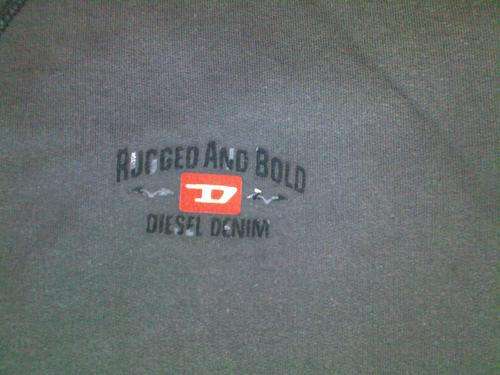 RUGGED AND BOLD
D
DIESEL DENIM